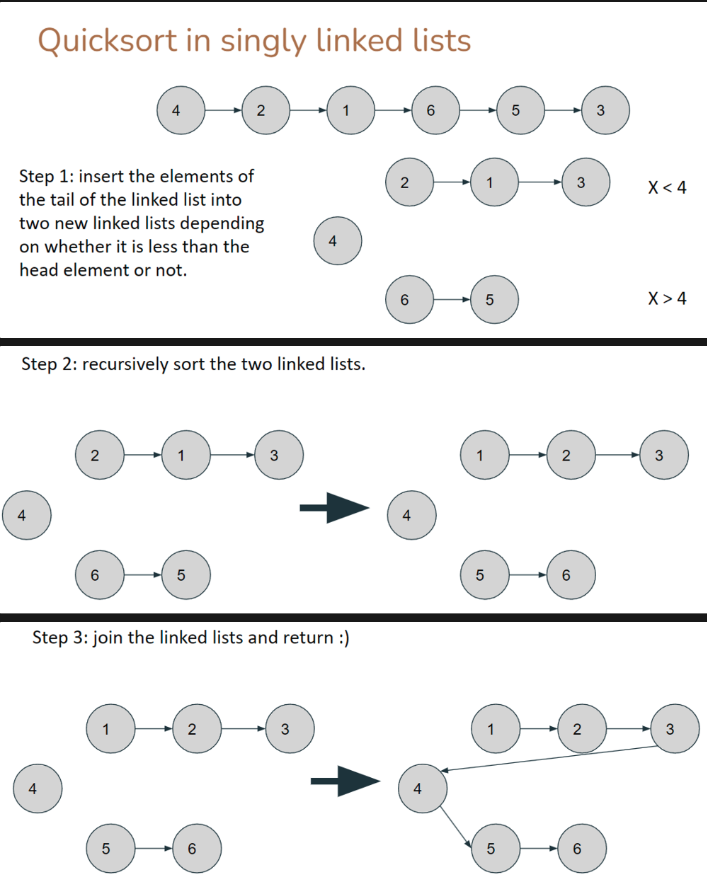 Quicksort in singly linked lists
4 2 1 6 5 3
Step 1: insert the elements of
the tail of the linked list into
two new linked lists depending
on whether it is less than the
head element or not.
2 1 3
X < 4
4
6 5
X > 4
Step 2: recursively sort the two linked lists.
2 1 3 1 2 3
4 4
6 5 5 6
Step 3: join the linked lists and return :)
1 2 3 1 2 3
4 4
5 6 5 6